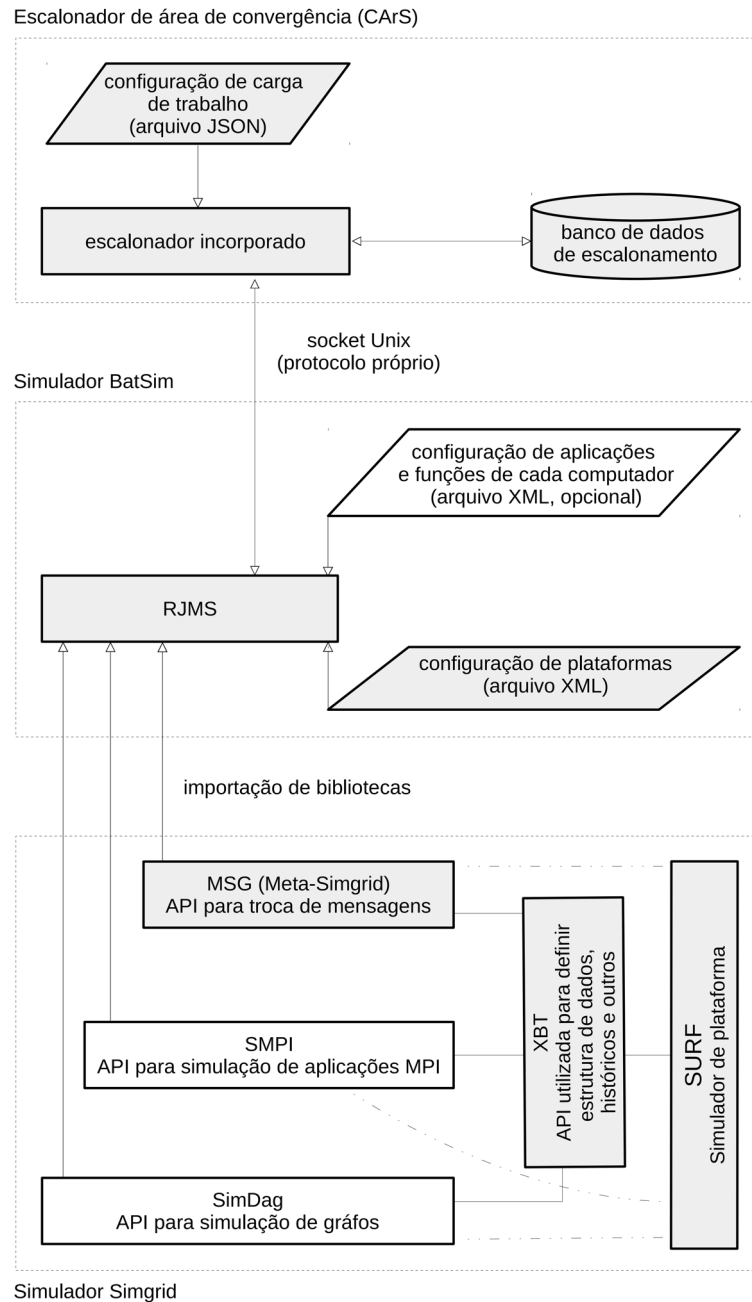 Escalonador de área de convergência (CArS)
configuração de carga
de trabalho
(arquivo JSON)
escalonador incorporado
banco de dados
de escalonamento
socket Unix
(protocolo próprio)
Simulador BatSim
configuração de aplicações
e funções de cada computador
(arquivo XML, opcional)
RJMS
configuração de plataformas
(arquivo XML)
importação de bibliotecas
MSG (Meta-Simgrid)
API para troca de mensagens
SMPI
API para simulação de aplicações MPI
SimDag
API para simulação de gráfos
XBT
API utilizada para definir
estrutura de dados,
históricos e outros
SURF
Simulador de plataforma
Simulador Simgrid